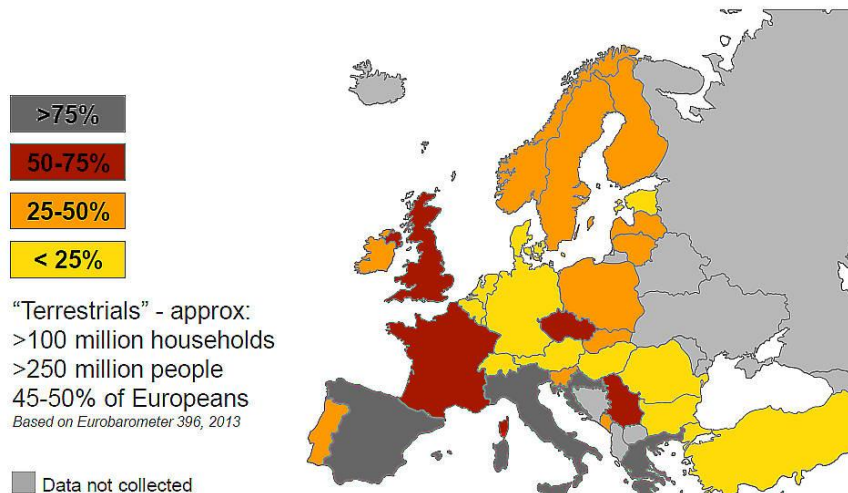 >75%
50-75%
25-50%
< 25%
“Terrestrials” - approx:
>100 million households
>250 million people
45-50% of Europeans
Based on Eurobarometer 396, 2013
Data not collected